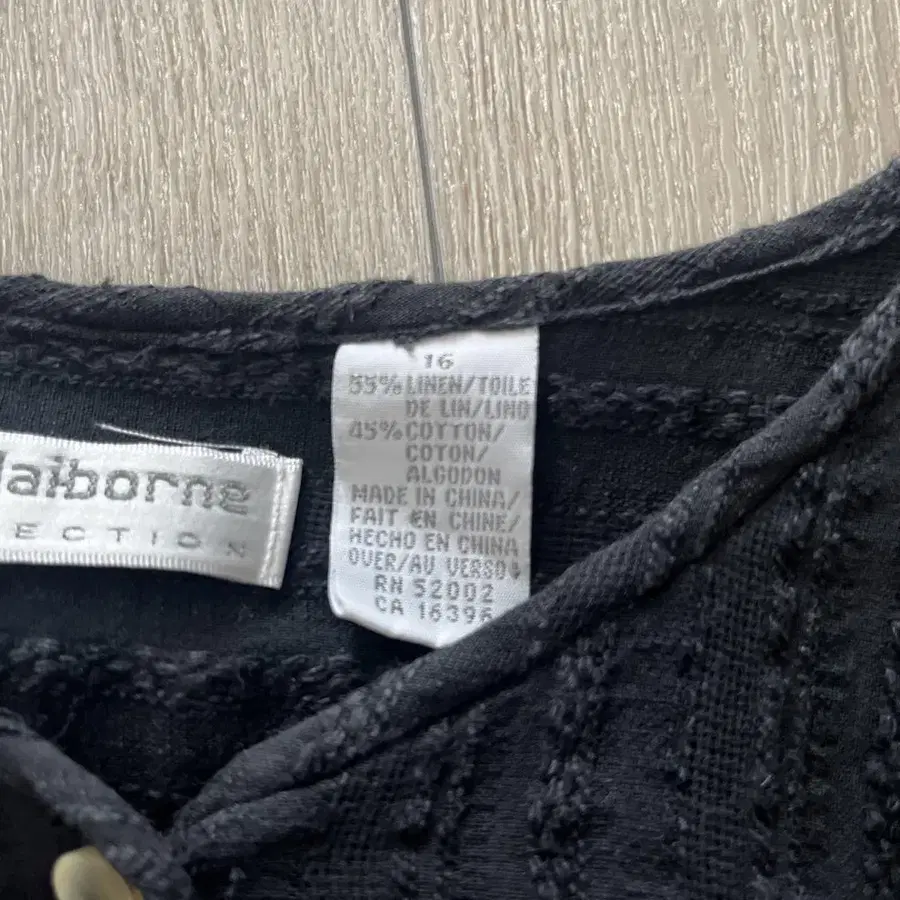 laiborne
ECTION
16
55% LINEN/TOILE
DE LIN/LINO
45% COTTON/
COTON/
ALGODON
MADE IN CHINA/
FAIT EN CHINE/
HECHO EN CHINA
OVER/AU VERSO↓
RN 52002
CA 16396